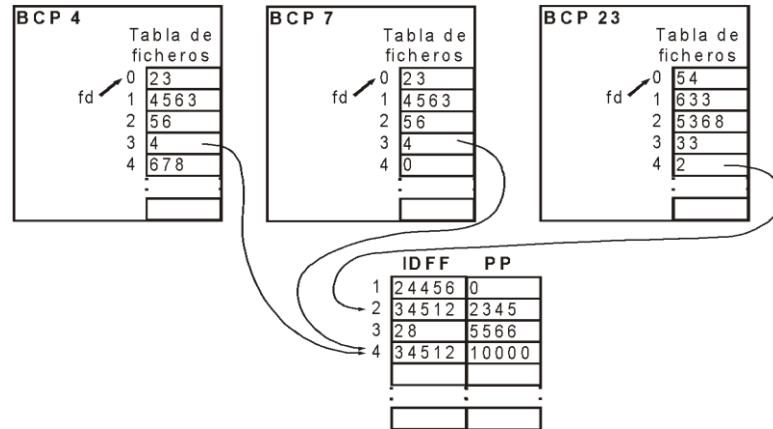 BCP 4
Tabla de
ficheros
fd
0 23
1 4563
2 56
3 4
4 678
BCP 7
Tabla de
ficheros
fd
0 23
1 4563
2 56
3 4
4 0
BCP 23
Tabla de
ficheros
fd
0 54
1 633
2 5368
3 33
4 2
IDFF PP
1 24456 0
2 34512 2345
3 28 5566
4 34512 10000